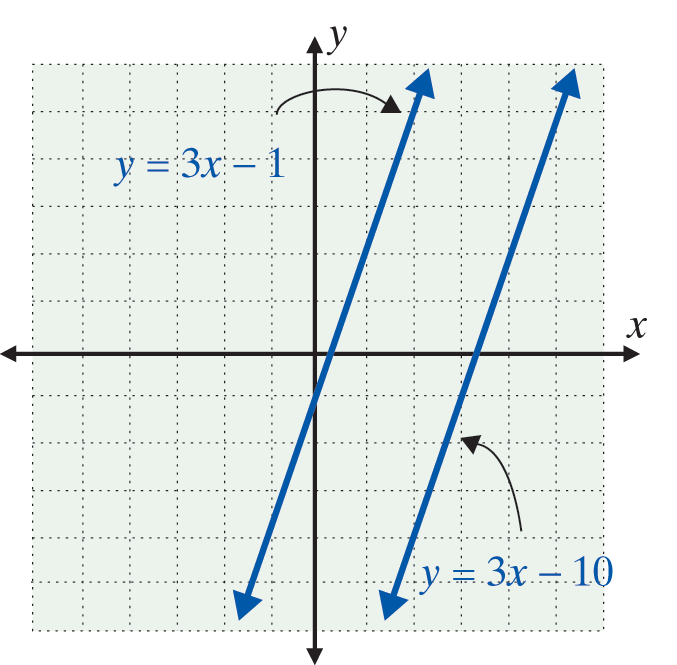 y
y = 3x − 1
x
y = 3x − 10